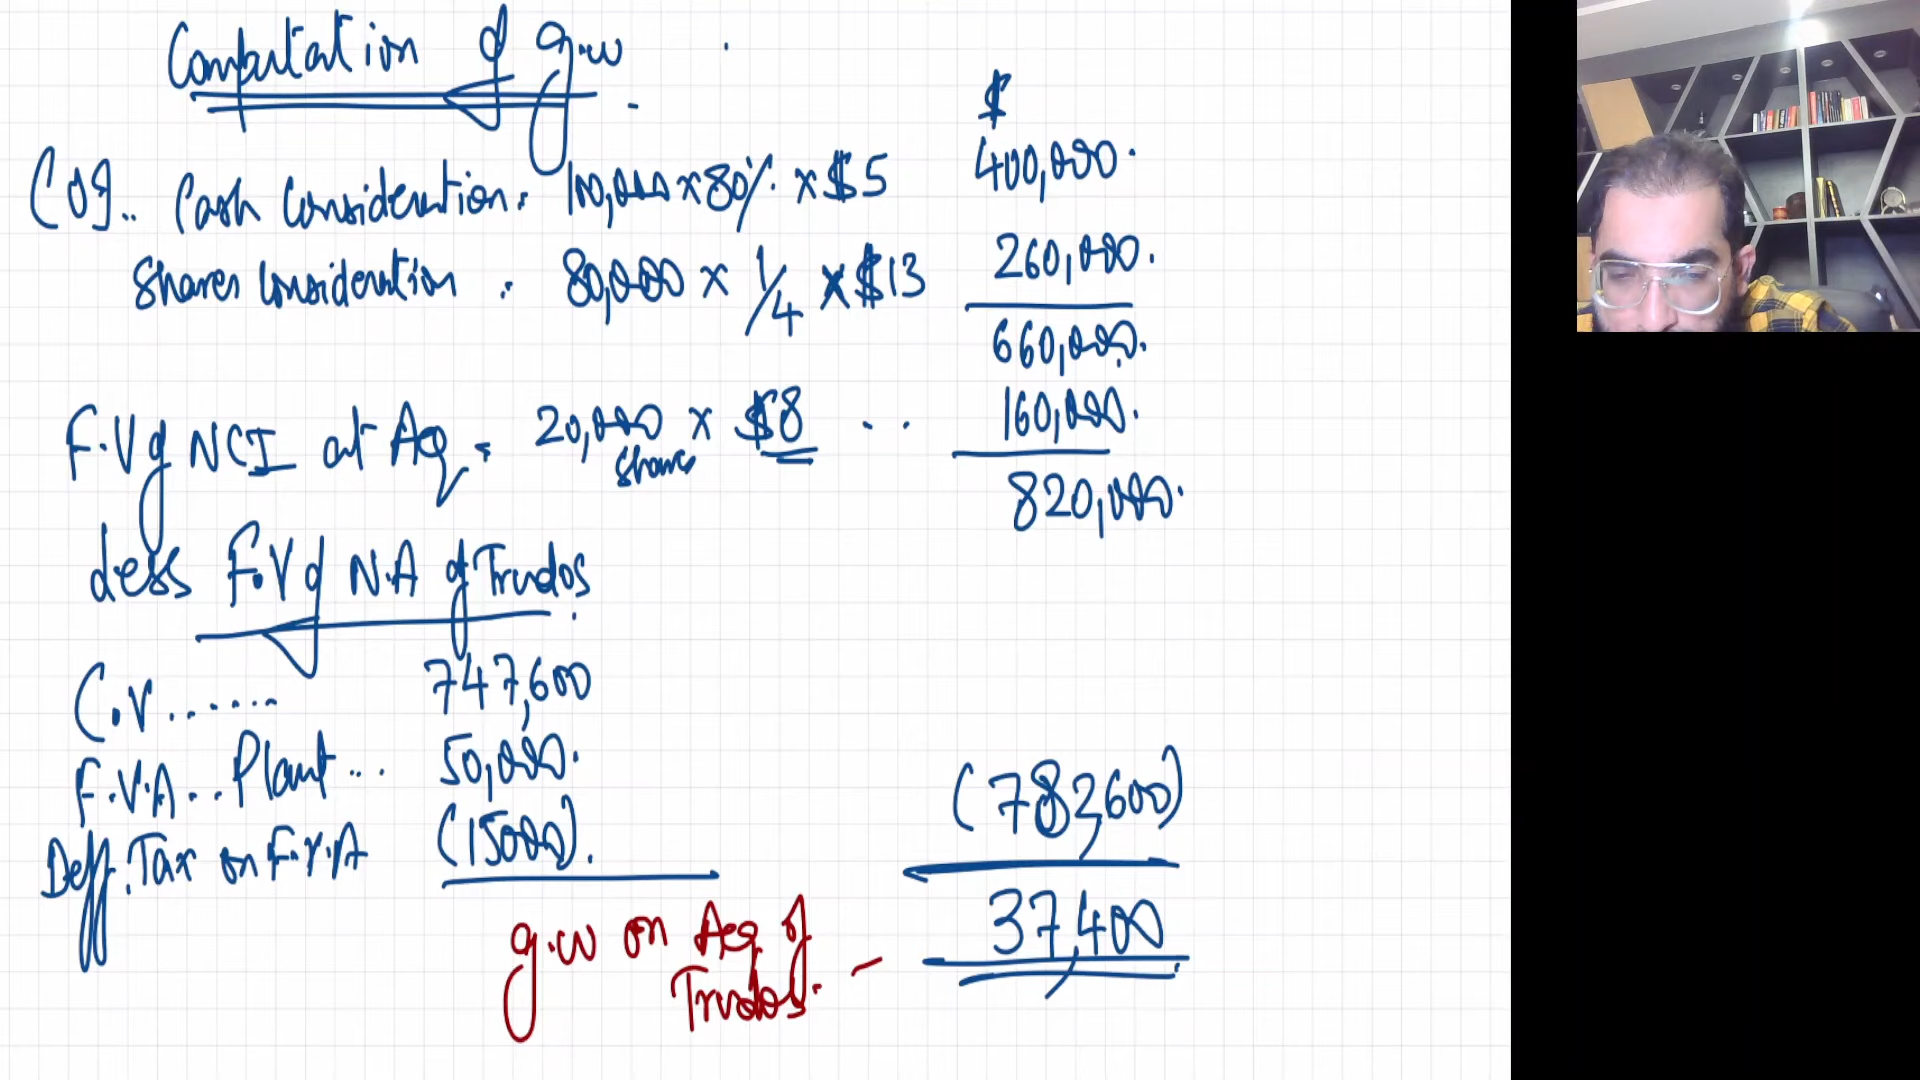 Computation of g.w
$
COI.. Cash Consideration. 100,000 x 80% x $5 400,000.
Shares Consideration . 80,000 x 1/4 x $13 260,000.
660,000.
F.V of NCI at Aq. 20,000 x $8 .. 160,000.
Shares
820,000.
Less F.V of N.A of Trudos.
C.V....... 747,600
F.V.A... Plant... 50,000.
(782,600)
Deff. Tax on F.V.A (15000).
g.w on Acq of Trudos. - 37,400